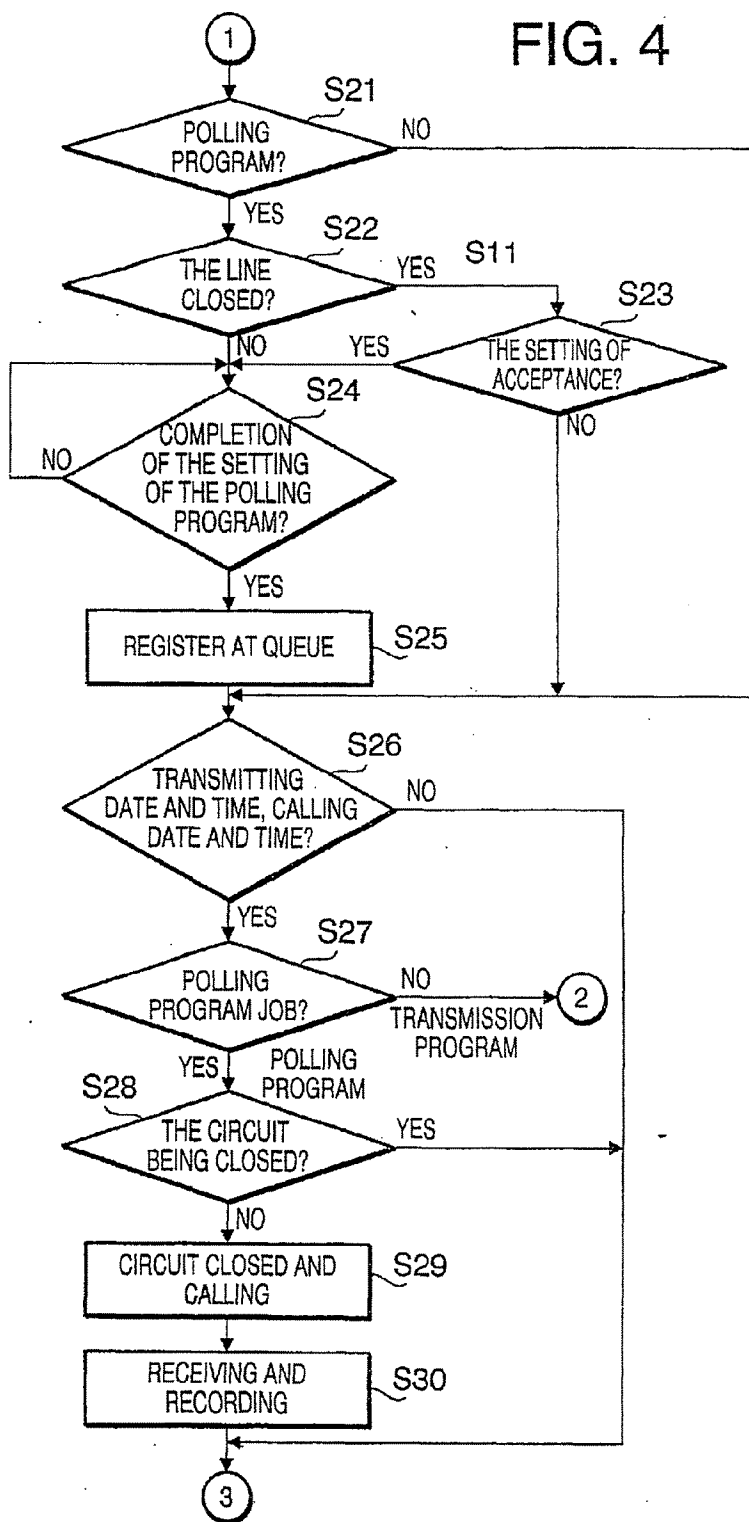 FIG. 4
1
S21
POLLING
PROGRAM?
NO
YES
S22
THE LINE
CLOSED?
YES
S11
S23
NO
YES
THE SETTING OF
ACCEPTANCE?
NO
S24
COMPLETION
OF THE SETTING
OF THE POLLING
PROGRAM?
NO
YES
REGISTER AT QUEUE
S25
S26
TRANSMITTING
DATE AND TIME, CALLING
DATE AND TIME?
NO
YES
S27
POLLING
PROGRAM JOB?
NO
TRANSMISSION
PROGRAM
2
YES
POLLING
PROGRAM
S28
THE CIRCUIT
BEING CLOSED?
YES
NO
CIRCUIT CLOSED AND
CALLING
S29
RECEIVING AND
RECORDING
S30
3